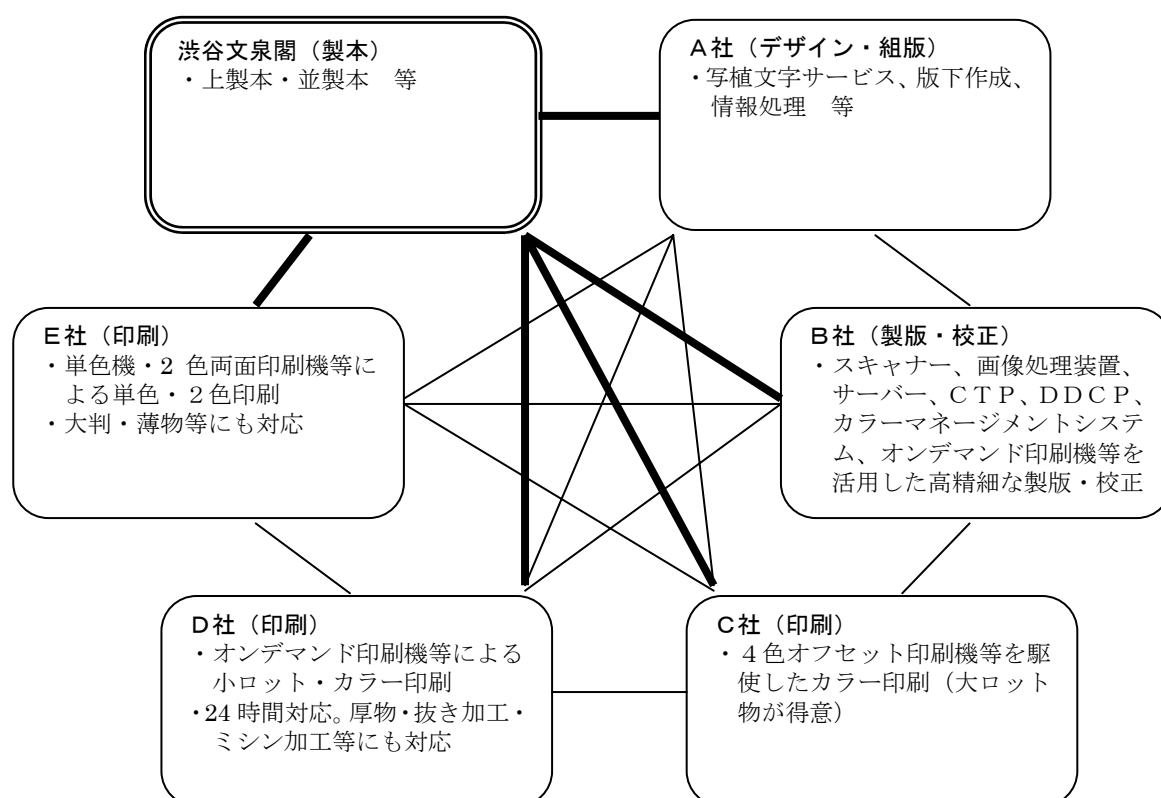 渋谷文泉閣（製本）
・上製本・並製本　等
Ａ社（デザイン・組版）
・写植文字サービス、版下作成、
情報処理　等
Ｅ社（印刷）
・単色機・2 色両面印刷機等に
よる単色・２色印刷
・大判・薄物等にも対応
Ｂ社（製版・校正）
・スキャナー、画像処理装置、
サーバー、ＣＴＰ、ＤＤＣＰ、
カラーマネージメントシステ
ム、オンデマンド印刷機等を
活用した高精細な製版・校正
Ｄ社（印刷）
・オンデマンド印刷機等による
小ロット・カラー印刷
・24 時間対応。厚物・抜き加工・
ミシン加工等にも対応
Ｃ社（印刷）
・４色オフセット印刷機等を駆
使したカラー印刷（大ロット
物が得意）